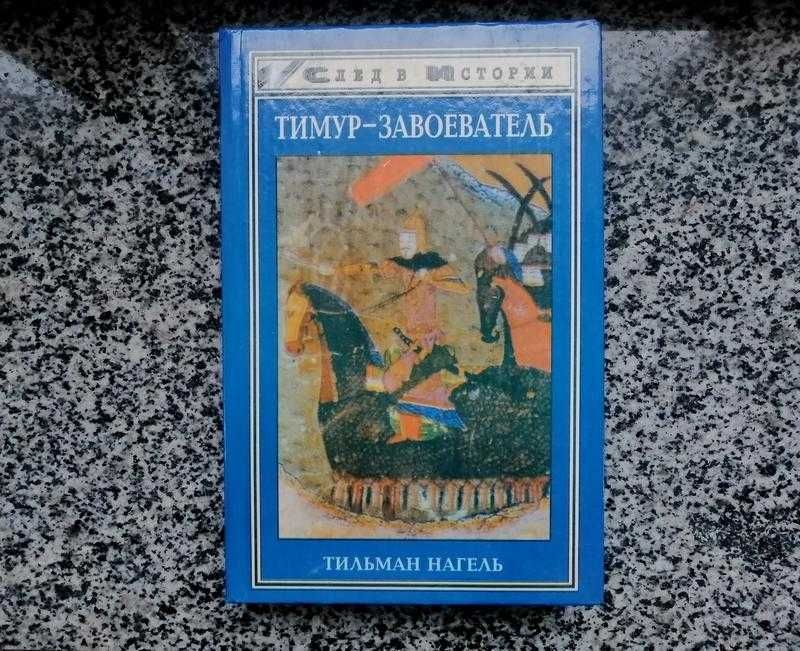 След в истории
ТИМУР-ЗАВОЕВАТЕЛЬ
ТИЛЬМАН НАГЕЛЬ